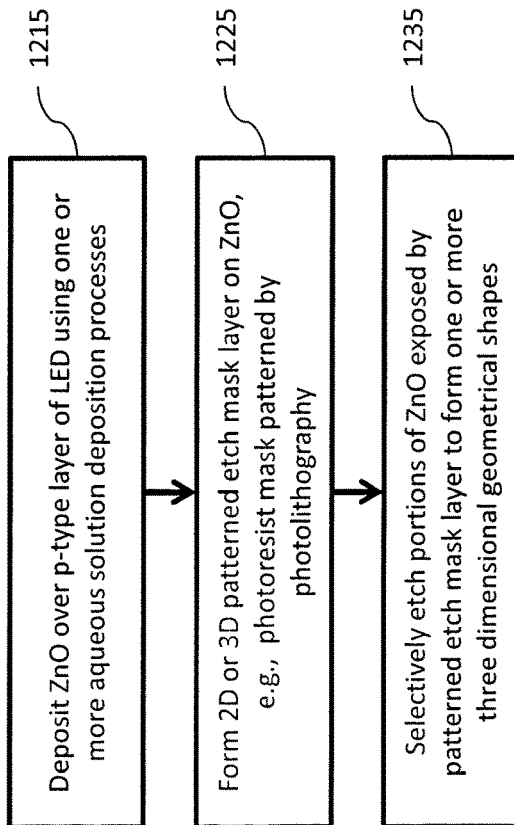 Deposit ZnO over p-type layer of LED using one or
more aqueous solution deposition processes
1215
Form 2D or 3D patterned etch mask layer on ZnO,
e.g., photoresist mask patterned by
photolithography
1225
Selectively etch portions of ZnO exposed by
patterned etch mask layer to form one or more
three dimensional geometrical shapes
1235